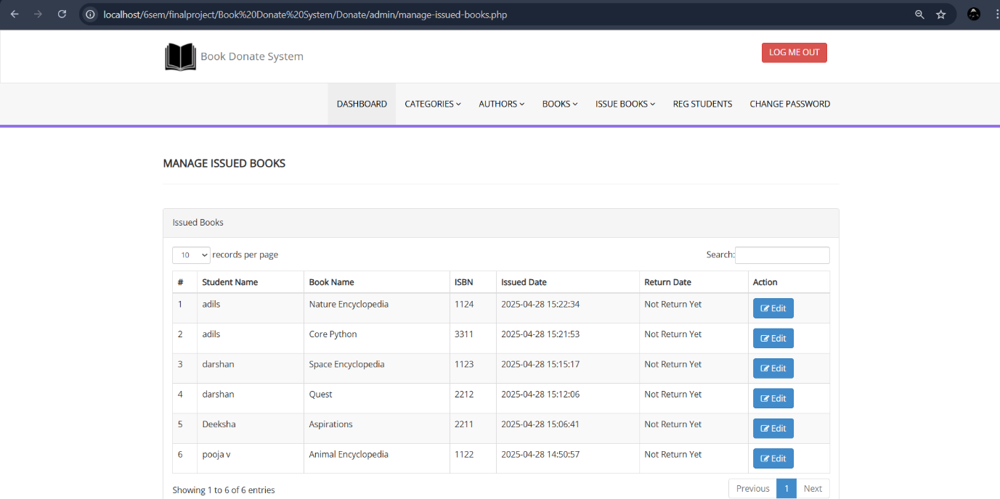 localhost/6sem/finalproject/Book%20Donate%20System/Donate/admin/manage-issued-books.php
Book Donate System
LOG ME OUT
DASHBOARD CATEGORIES AUTHORS BOOKS ISSUE BOOKS REG STUDENTS CHANGE PASSWORD
MANAGE ISSUED BOOKS
Issued Books
10 records per page Search:
# Student Name Book Name ISBN Issued Date Return Date Action
1 adils Nature Encyclopedia 1124 2025-04-28 15:22:34 Not Return Yet Edit
2 adils Core Python 3311 2025-04-28 15:21:53 Not Return Yet Edit
3 darshan Space Encyclopedia 1123 2025-04-28 15:15:17 Not Return Yet Edit
4 darshan Quest 2212 2025-04-28 15:12:06 Not Return Yet Edit
5 Deeksha Aspirations 2211 2025-04-28 15:06:41 Not Return Yet Edit
6 pooja v Animal Encyclopedia 1122 2025-04-28 14:50:57 Not Return Yet Edit
Showing 1 to 6 of 6 entries Previous 1 Next